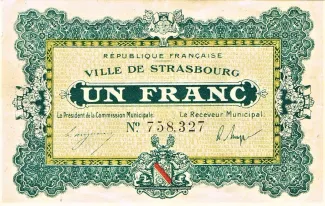 RÉPUBLIQUE FRANÇAISE
VILLE DE STRASBOURG
UN FRANC
Le Président de la Commission Municipale: Le Receveur Municipal:
No 758.327